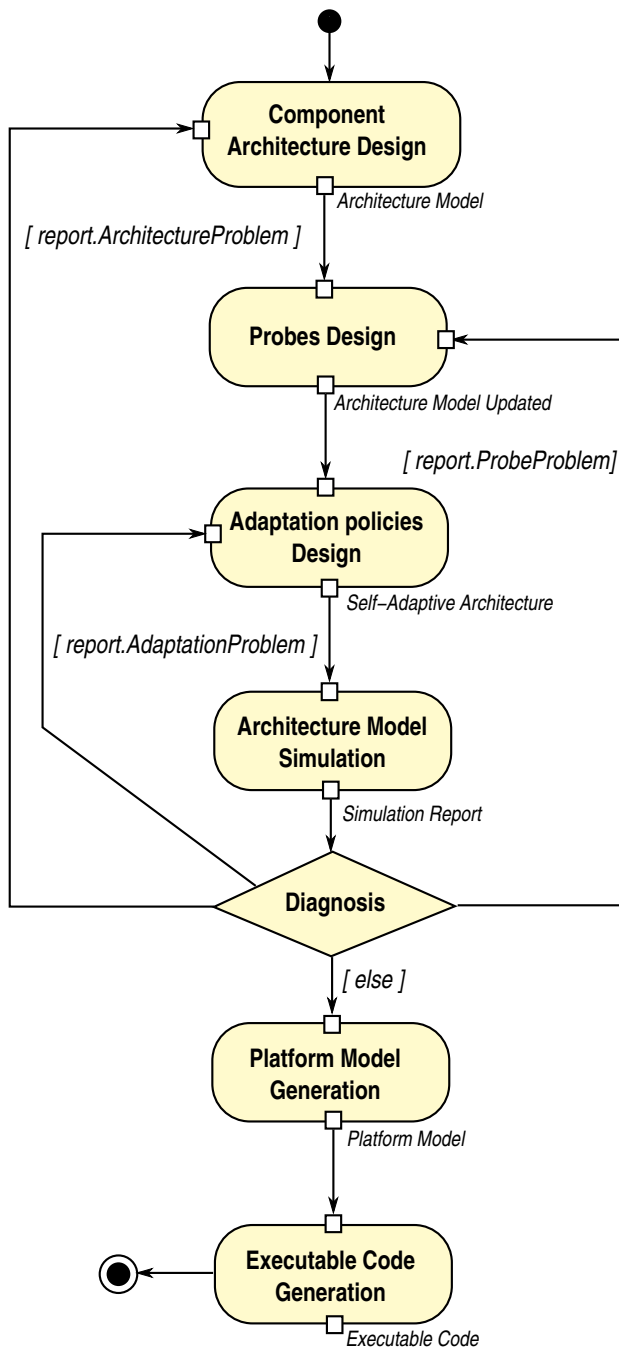 Component
Architecture Design
Architecture Model
[ report.ArchitectureProblem ]
Probes Design
Architecture Model Updated
[ report.ProbeProblem]
Adaptation policies
Design
Self–Adaptive Architecture
[ report.AdaptationProblem ]
Architecture Model
Simulation
Simulation Report
Diagnosis
[ else ]
Platform Model
Generation
Platform Model
Executable Code
Generation
Executable Code